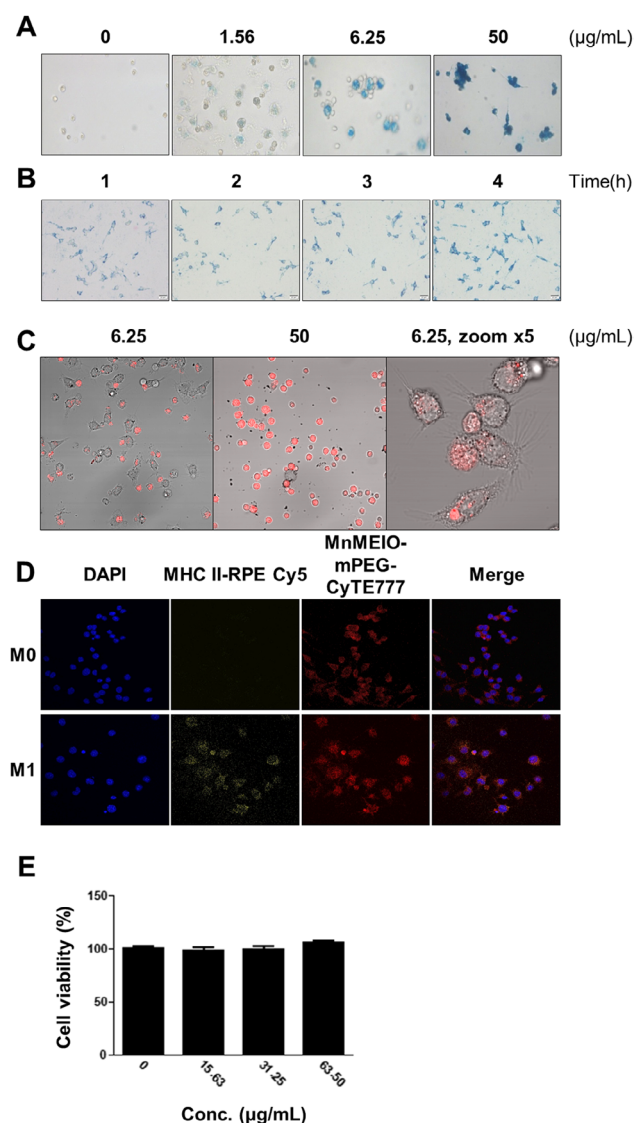 A
0 1.56 6.25 50 (µg/mL)
B
1 2 3 4 Time(h)
C
6.25 50 6.25, zoom x5 (µg/mL)
D
DAPI MHC II-RPE Cy5 MnMEIO-mPEG-CyTE777 Merge
M0
M1
E
Cell viability (%)
150
100
50
0
0 15-63 31-25 63-50
Conc. (µg/mL)